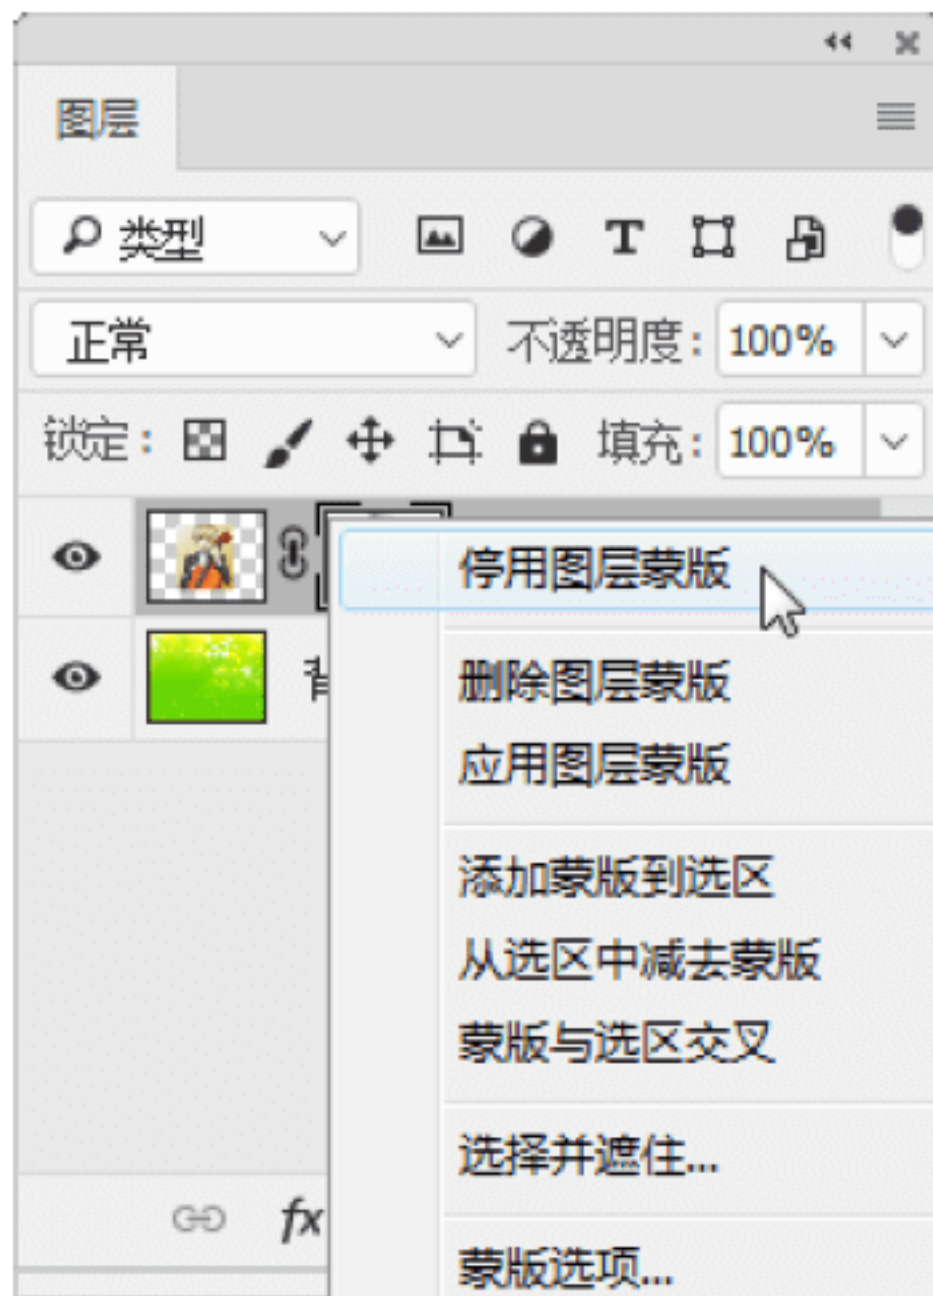 图层
类型
正常 不透明度: 100%
锁定: 填充: 100%
停用图层蒙版
删除图层蒙版
应用图层蒙版
添加蒙版到选区
从选区中减去蒙版
蒙版与选区交叉
选择并遮住...
fx
蒙版选项...